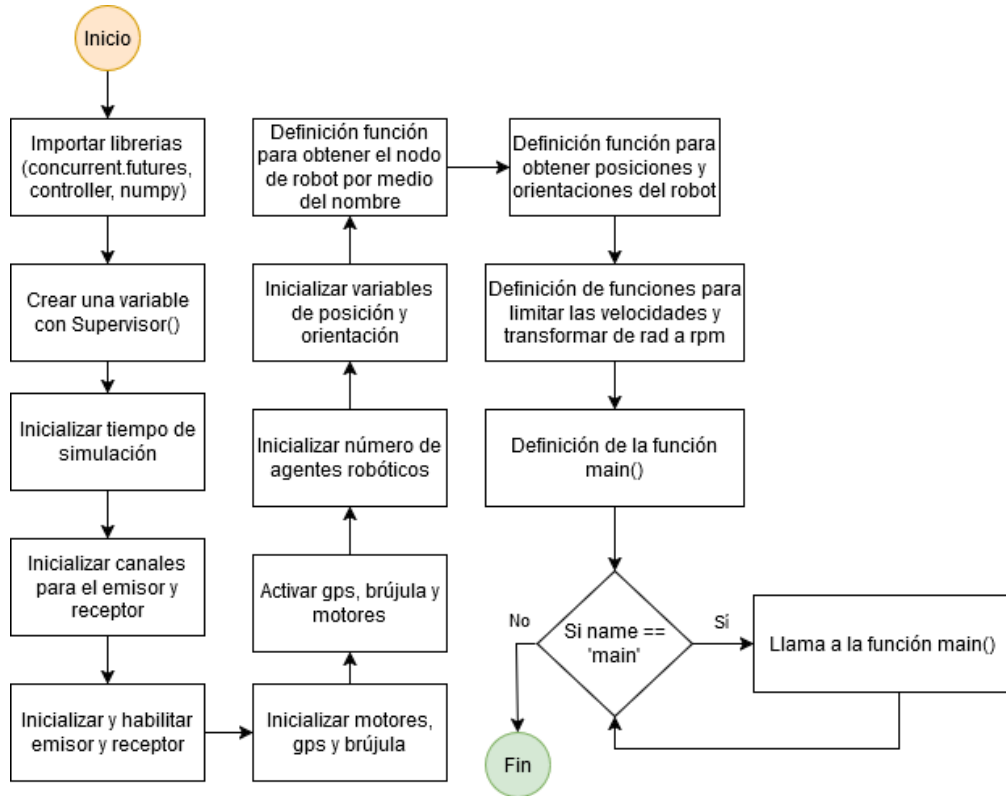 Inicio
Importar librerias
(concurrent.futures,
controller, numpy)
Crear una variable
con Supervisor()
Inicializar tiempo de
simulación
Inicializar canales
para el emisor y
receptor
Inicializar y habilitar
emisor y receptor
Inicializar motores,
gps y brújula
Activar gps, brújula y
motores
Inicializar número de
agentes robóticos
Inicializar variables
de posición y
orientación
Definición función
para obtener el nodo
de robot por medio
del nombre
Definición función para
obtener posiciones y
orientaciones del robot
Definición de funciones para
limitar las velocidades y
transformar de rad a rpm
Definición de la función
main()
Si name ==
'main'
Sí
Llama a la función main()
No
Fin